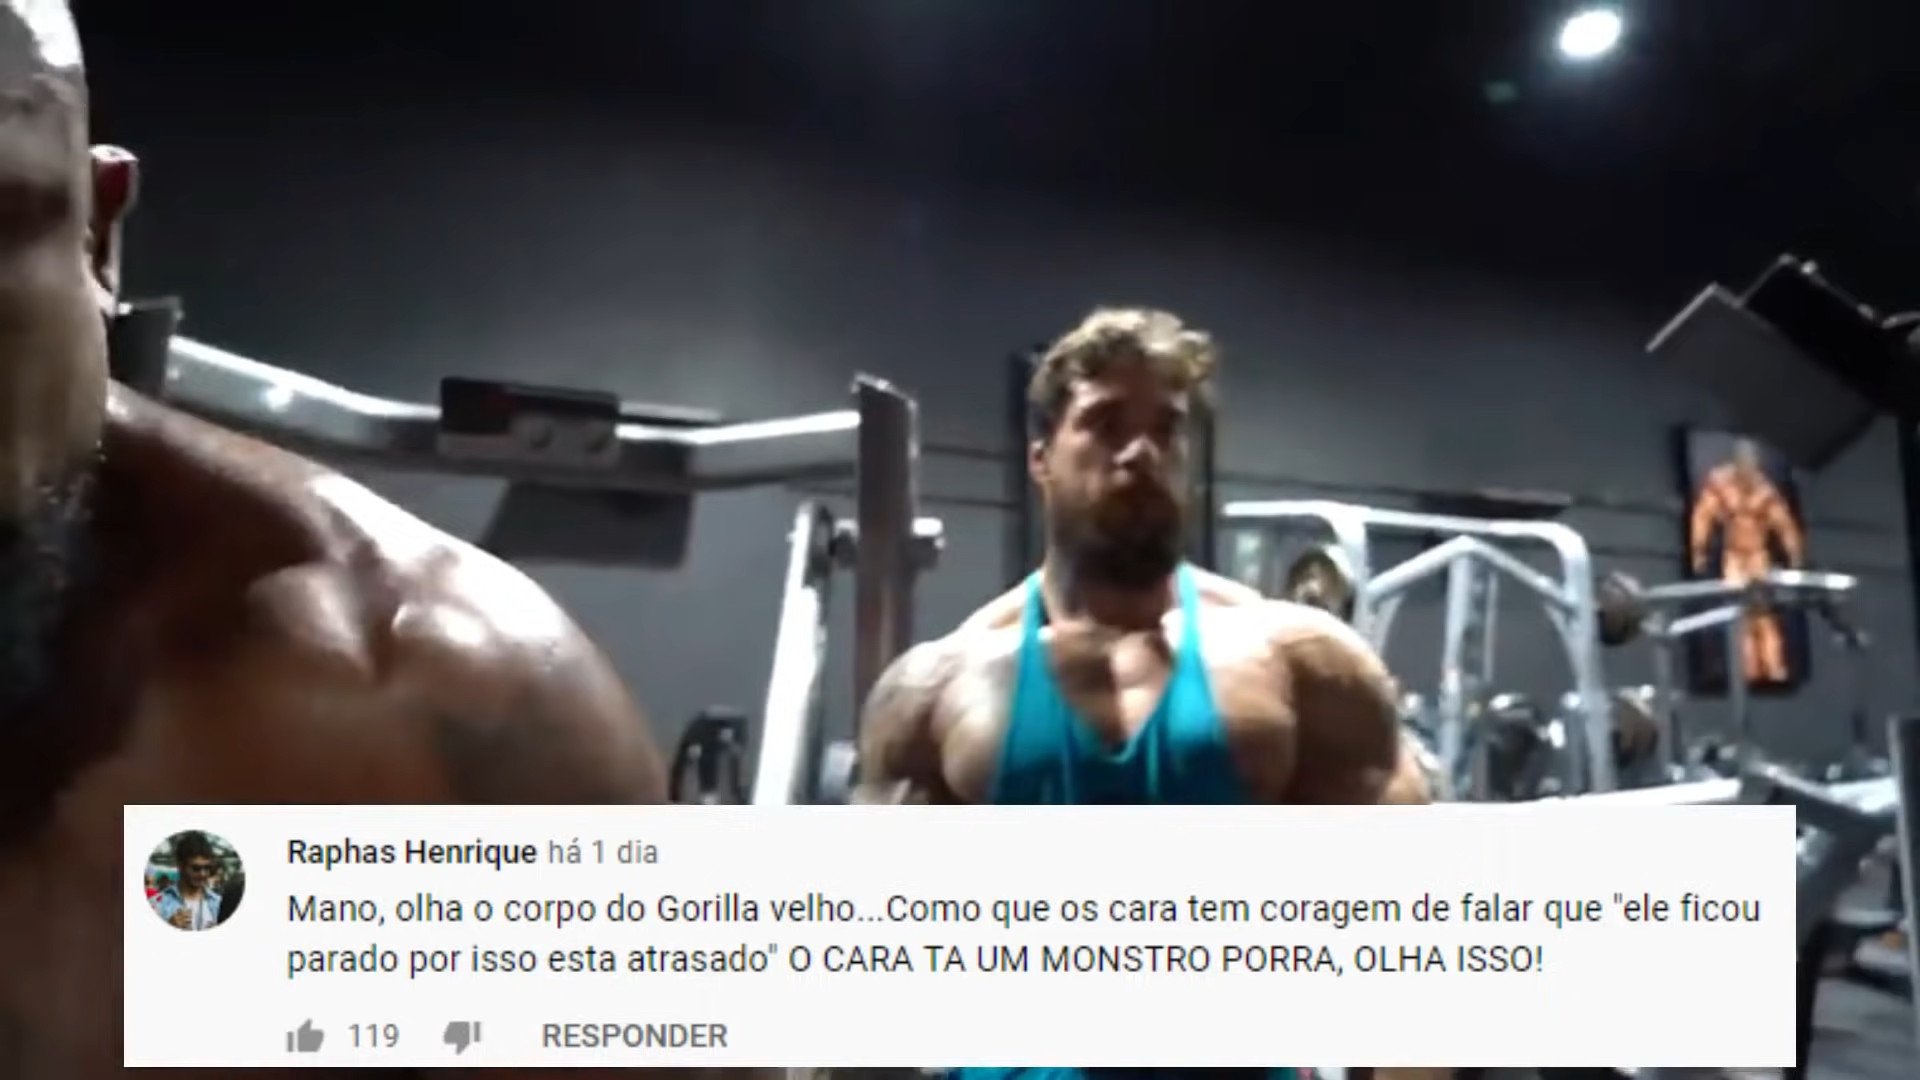 Raphas Henrique há 1 dia
Mano, olha o corpo do Gorilla velho...Como que os cara tem coragem de falar que "ele ficou
parado por isso esta atrasado" O CARA TA UM MONSTRO PORRA, OLHA ISSO!
119 RESPONDER